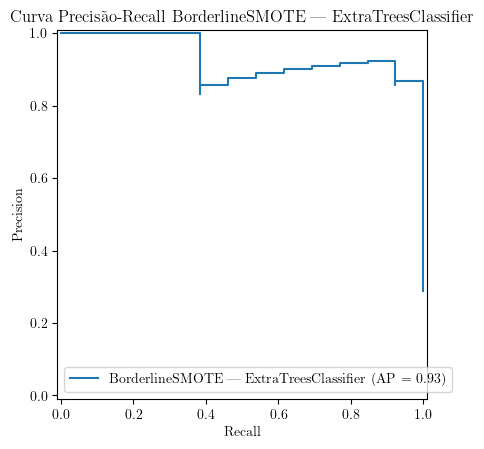 Curva Precisão-Recall BorderlineSMOTE — ExtraTreesClassifier
1.0
0.8
0.6
0.4
0.2
0.0
Precision
BorderlineSMOTE — ExtraTreesClassifier (AP = 0.93)
0.0 0.2 0.4 0.6 0.8 1.0
Recall